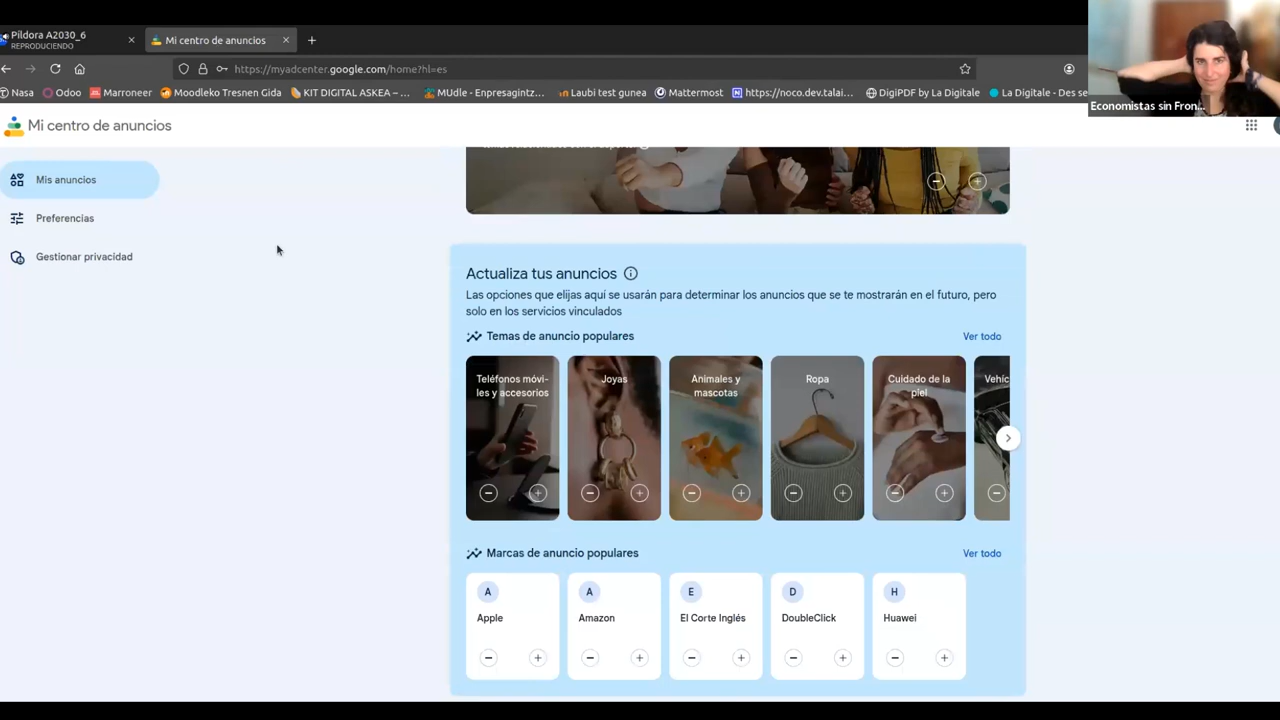 Píldora A2030_6
REPRODUCIENDO
Mi centro de anuncios
https://myadcenter.google.com/home?hl=es
Nasa
Odoo
Marroneer
Moodleko Tresnen Gida
KIT DIGITAL ASKEA – ...
MUdle - Enpresagintz...
Laubi test gunea
Mattermost
https://noco.dev.talai...
DigiPDF by La Digitale
La Digitale - Des se
Economistas sin Fron...
Mi centro de anuncios
Mis anuncios
Preferencias
Gestionar privacidad
Actualiza tus anuncios
Las opciones que elijas aquí se usarán para determinar los anuncios que se te mostrarán en el futuro, pero
solo en los servicios vinculados
Temas de anuncio populares
Ver todo
Teléfonos móvi-
les y accesorios
Joyas
Animales y
mascotas
Ropa
Cuidado de la
piel
Vehíc
Marcas de anuncio populares
Ver todo
A
Apple
A
Amazon
E
El Corte Inglés
D
DoubleClick
H
Huawei